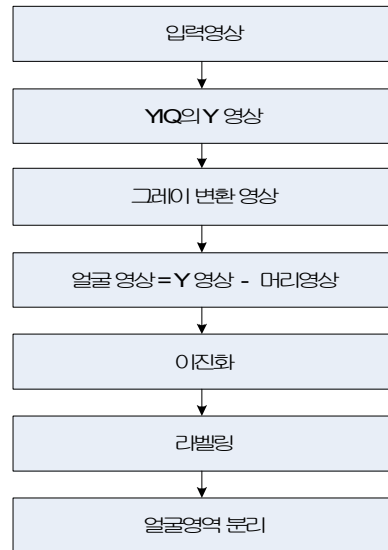 입력영상
YIQ의 Y 영상
그레이 변환 영상
얼굴 영상 = Y 영상 - 머리영상
이진화
라벨링
얼굴영역 분리